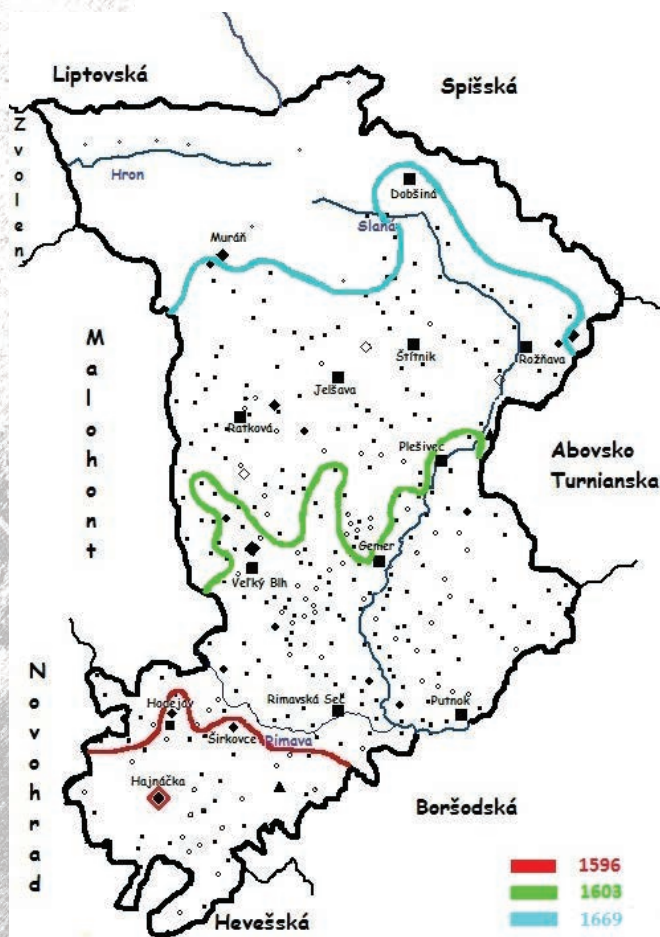 Liptovská
Spišská
Zvolen
Hron
Dobšiná
Slaná
Muráň
Malohont
Štítnik
Rožňava
Jelšava
Ratková
Plešivec
Abovsko
Turnianska
Gemer
Veľký Blh
Novohrad
Rimavská Seč
Putnok
Hodejov
Širkovce
Rimava
Hajnáčka
Boršodská
1596
1603
1669
Hevešská